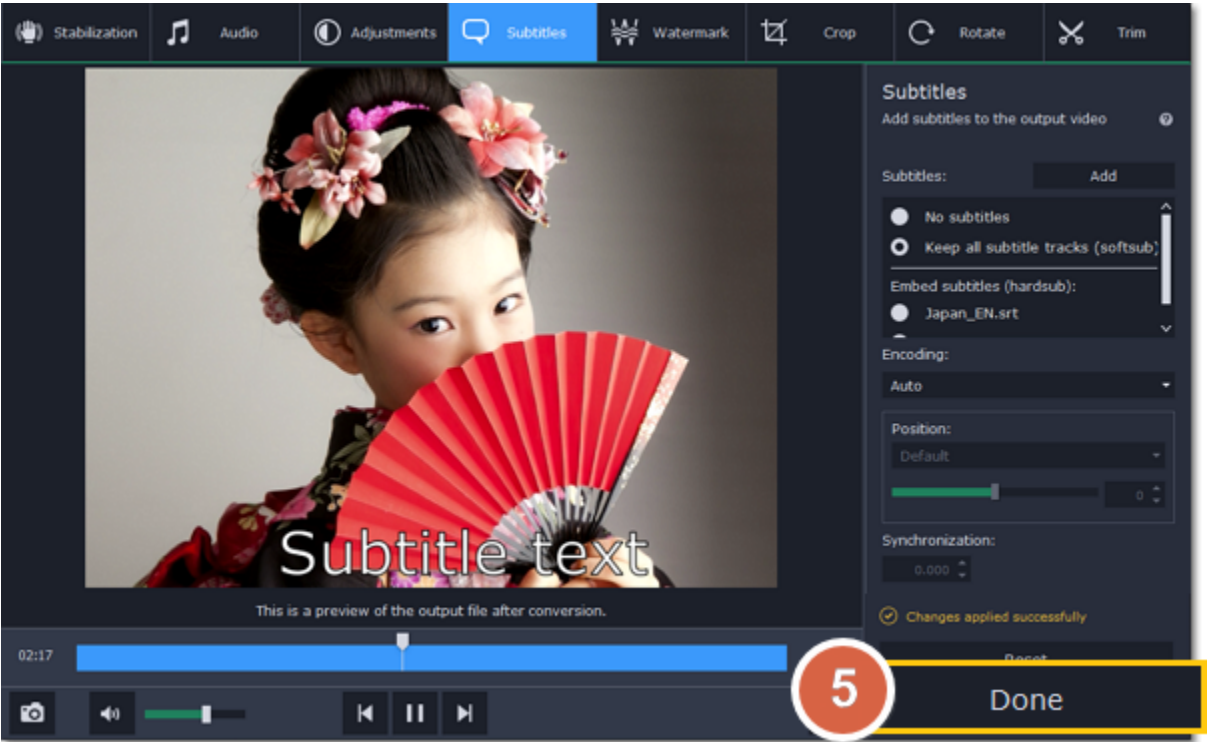 Stabilization Audio Adjustments Subtitles Watermark Crop Rotate Trim
Subtitles
Add subtitles to the output video
Subtitles: Add
No subtitles
Keep all subtitle tracks (softsub)
Embed subtitles (hardsub):
Japan_EN.srt
Encoding:
Auto
Position:
Default
0
Synchronization:
0.000
Subtitle text
This is a preview of the output file after conversion.
Changes applied successfully
02:17
Reset
5
Done